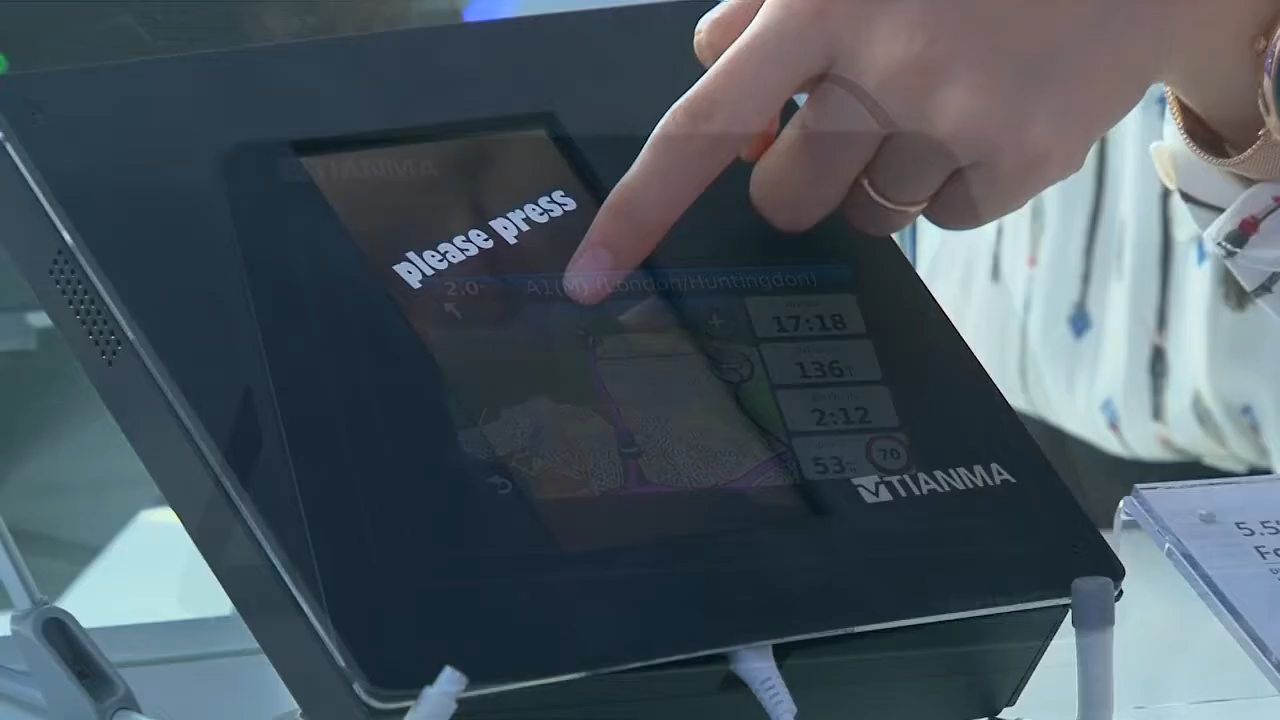 TIANMA
please press
2.0
A1(M) (London/Huntingdon)
17:18
136
2:12
53
70
TIANMA
5.5